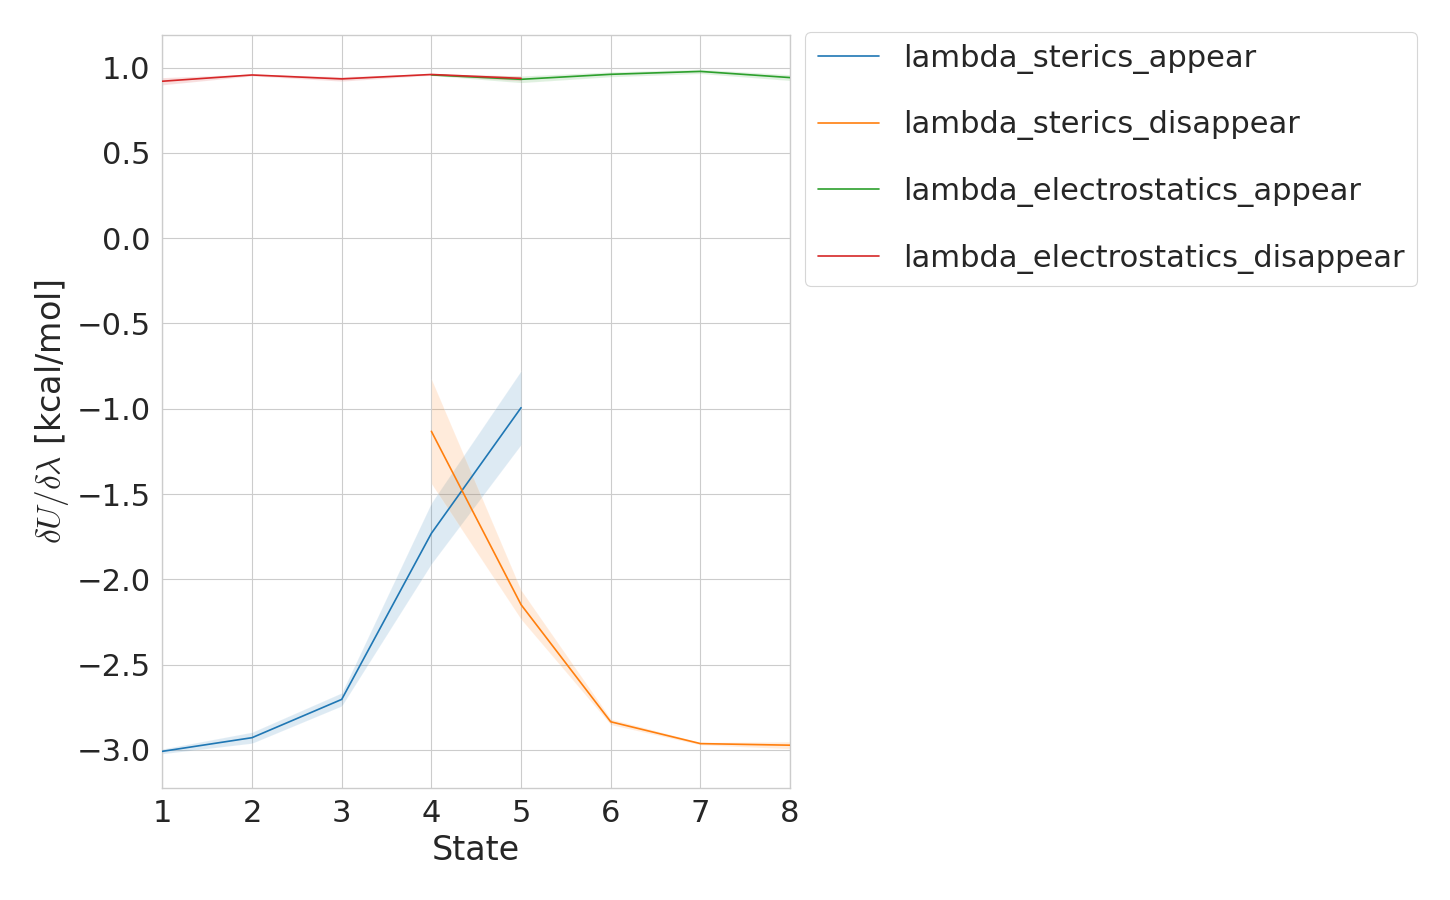 1.0
0.5
0.0
−0.5
−1.0
−1.5
−2.0
−2.5
−3.0
δU/δλ [kcal/mol]
1 2 3 4 5 6 7 8
State
lambda_sterics_appear
lambda_sterics_disappear
lambda_electrostatics_appear
lambda_electrostatics_disappear